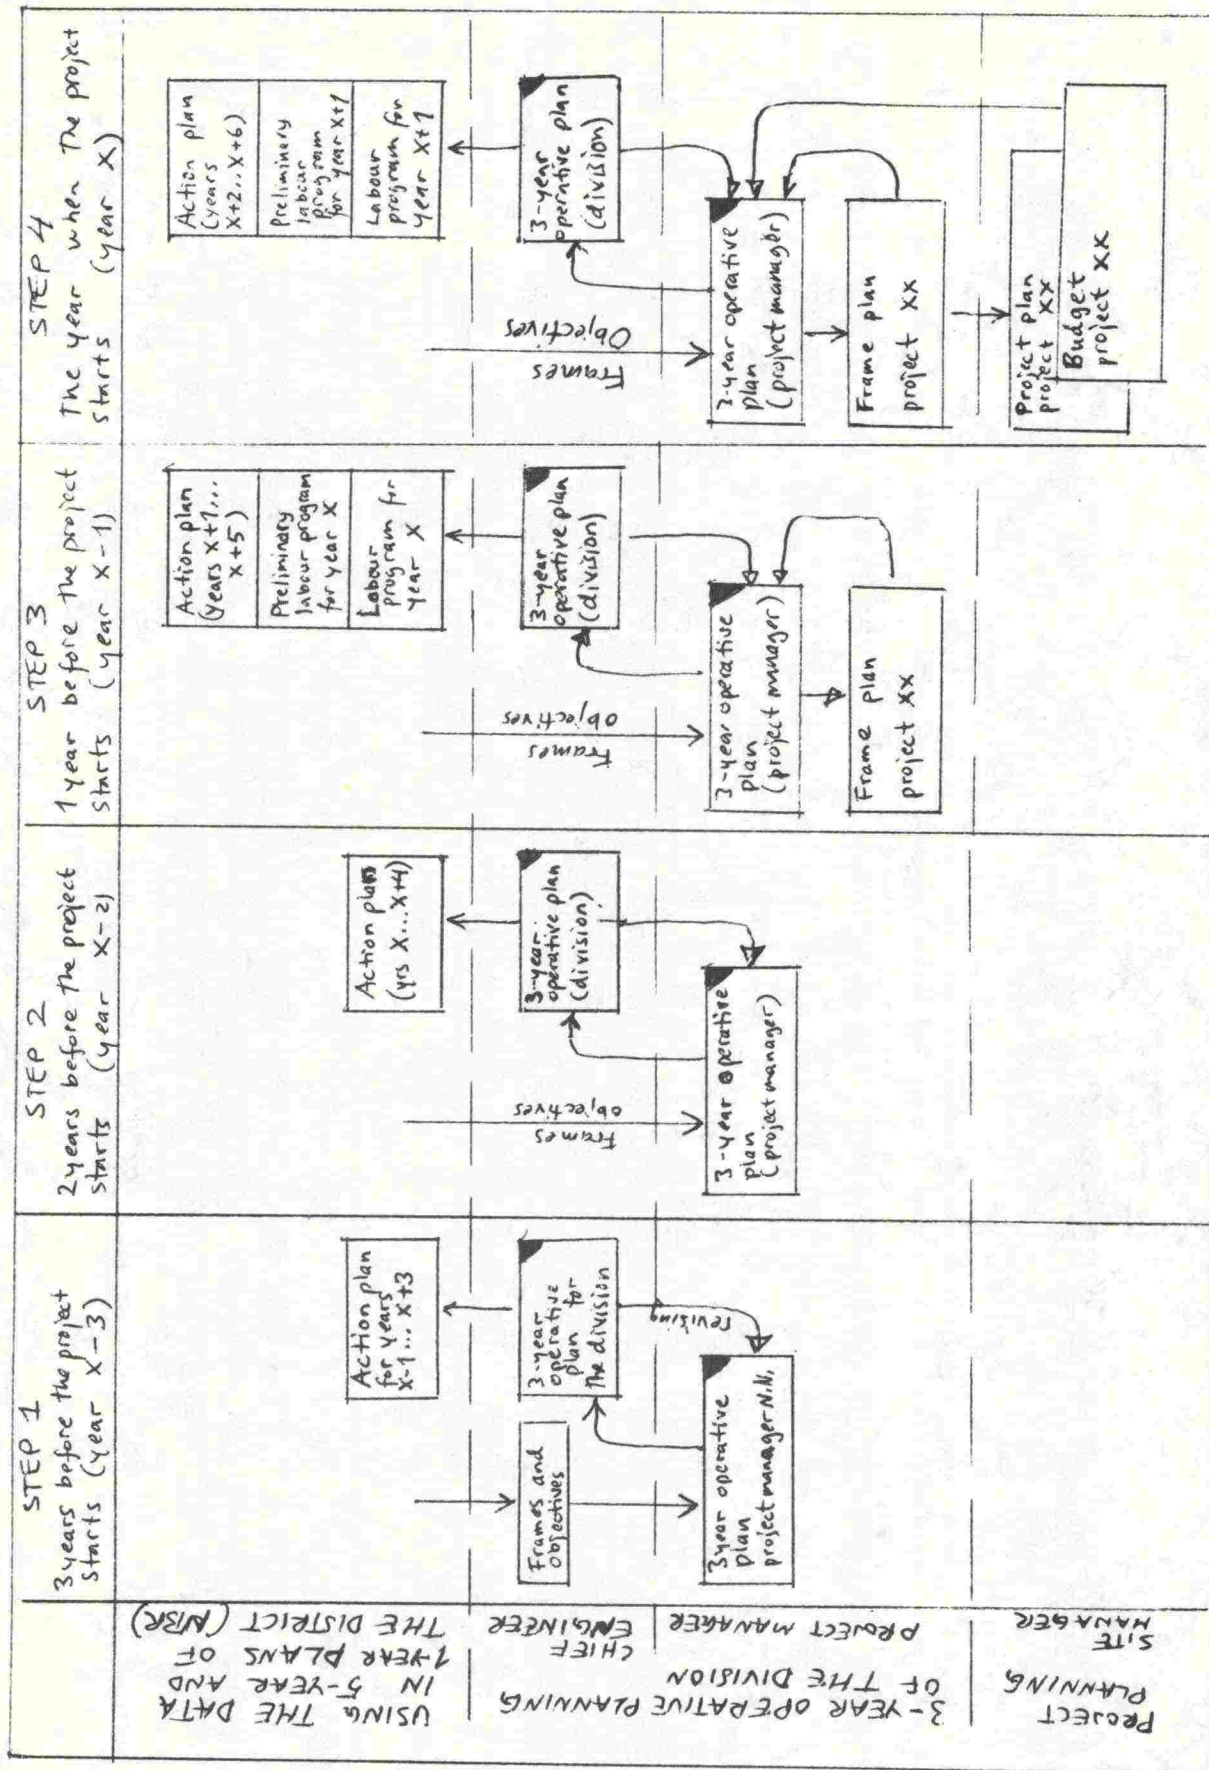 STEP 1
3 years before the project
starts (year X-3)
STEP 2
2 years before the project
starts (year X-2)
STEP 3
1 year before the project
starts (year X-1)
STEP 4
The year when the project
starts (year X)
USING THE DATA
IN 5-YEAR AND
1-YEAR PLANS OF
THE DISTRICT (NBR)
Action plan
for years
X-1... X+3
Action plans
(yrs X...X+4)
Action plan
(years X+1...
X+5)
Preliminary
labour program
for year X
Labour
program for
year X
Action plan
(years
X+2..X+6)
Preliminary
labour
program
for year X+1
Labour
program for
year X+1
3-YEAR OPERATIVE PLANNING
OF THE DIVISION
CHIEF
ENGINEER
Frames and
objectives
3-year
operative
plan for
The division
revising
Frames
objectives
3-year
operative plan
(division)
Frames
objectives
3-year
operative plan
(division)
Frames
Objectives
3-year
operative plan
(division)
PROJECT MANAGER
3year operative
plan
project manager N.N.
3-year operative
plan
(project manager)
3-year operative
plan
(project manager)
Frame plan
project XX
3-year operative
plan
(project manager)
Frame plan
project XX
PROJECT
PLANNING
SITE
MANAGER
Project plan
project XX
Budget
project XX